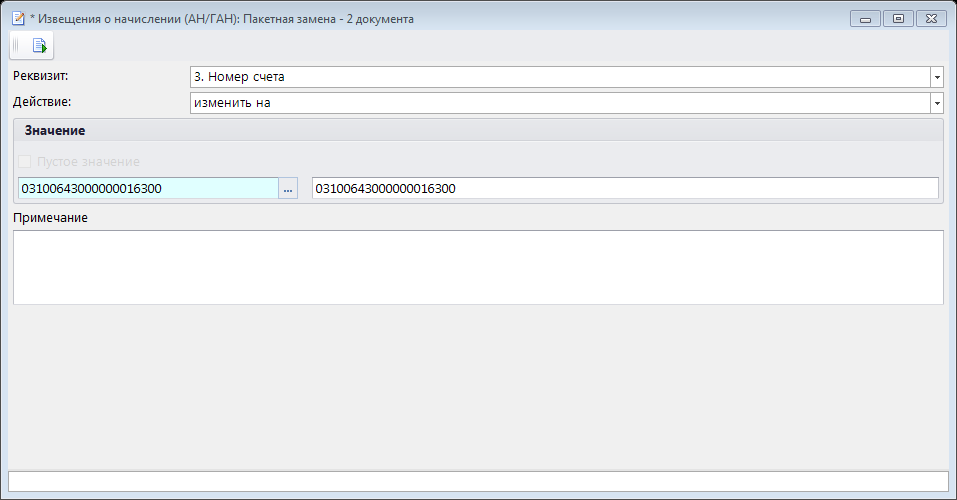 * Извещения о начислении (АН/ГАН): Пакетная замена - 2 документа
Реквизит: 3. Номер счета
Действие: изменить на
Значение
Пустое значение
03100643000000016300 ... 03100643000000016300
Примечание